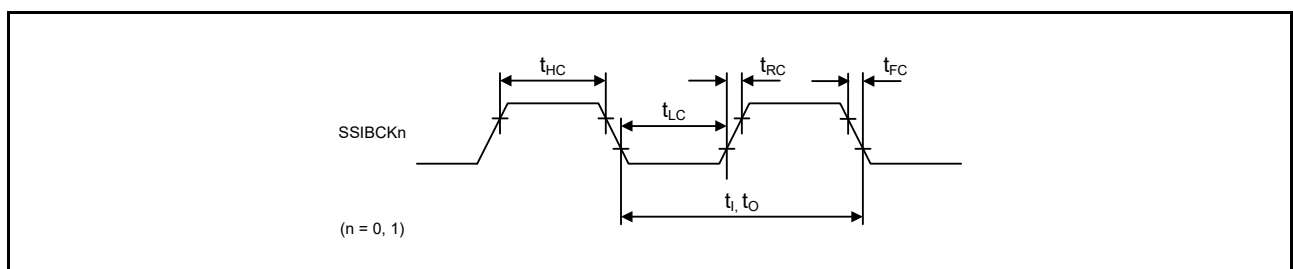 tHC
tRC
tFC
tLC
SSIBCKn
tI, tO
(n = 0, 1)